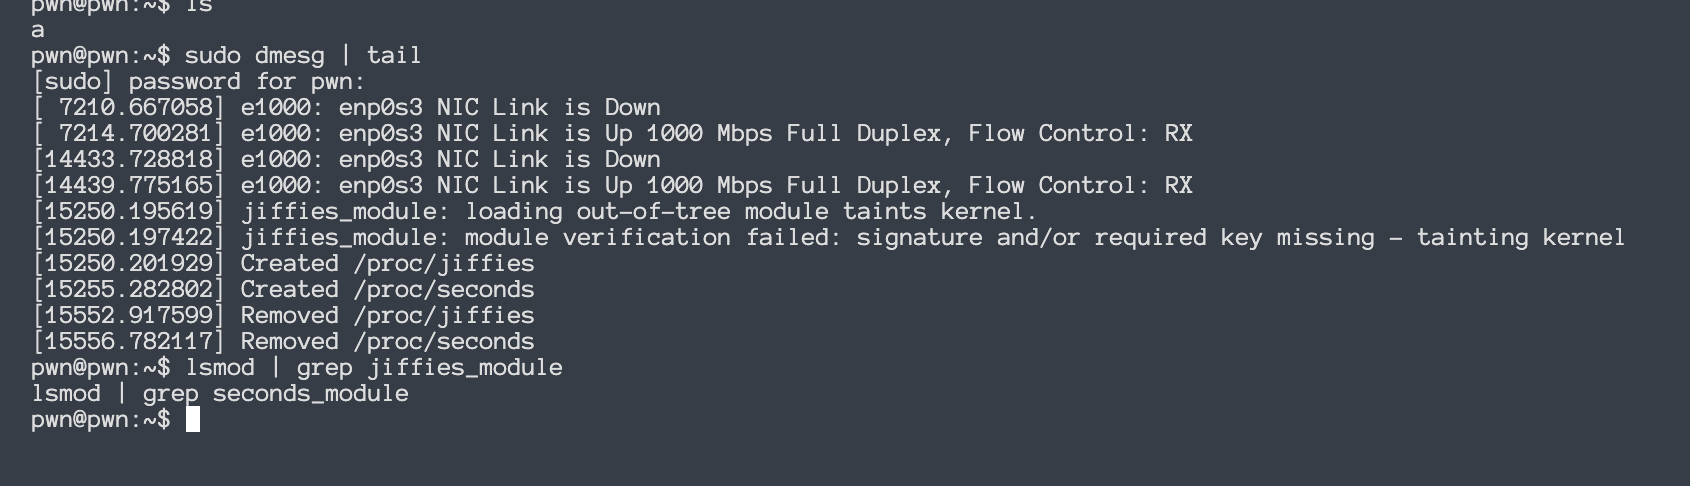 pwn@pwn:~$ ls
a
pwn@pwn:~$ sudo dmesg | tail
[sudo] password for pwn:
[ 7210.667058] e1000: enp0s3 NIC Link is Down
[ 7214.700281] e1000: enp0s3 NIC Link is Up 1000 Mbps Full Duplex, Flow Control: RX
[14433.728818] e1000: enp0s3 NIC Link is Down
[14439.775165] e1000: enp0s3 NIC Link is Up 1000 Mbps Full Duplex, Flow Control: RX
[15250.195619] jiffies_module: loading out-of-tree module taints kernel.
[15250.197422] jiffies_module: module verification failed: signature and/or required key missing - tainting kernel
[15250.201929] Created /proc/jiffies
[15255.282802] Created /proc/seconds
[15552.917599] Removed /proc/jiffies
[15556.782117] Removed /proc/seconds
pwn@pwn:~$ lsmod | grep jiffies_module
lsmod | grep seconds_module
pwn@pwn:~$